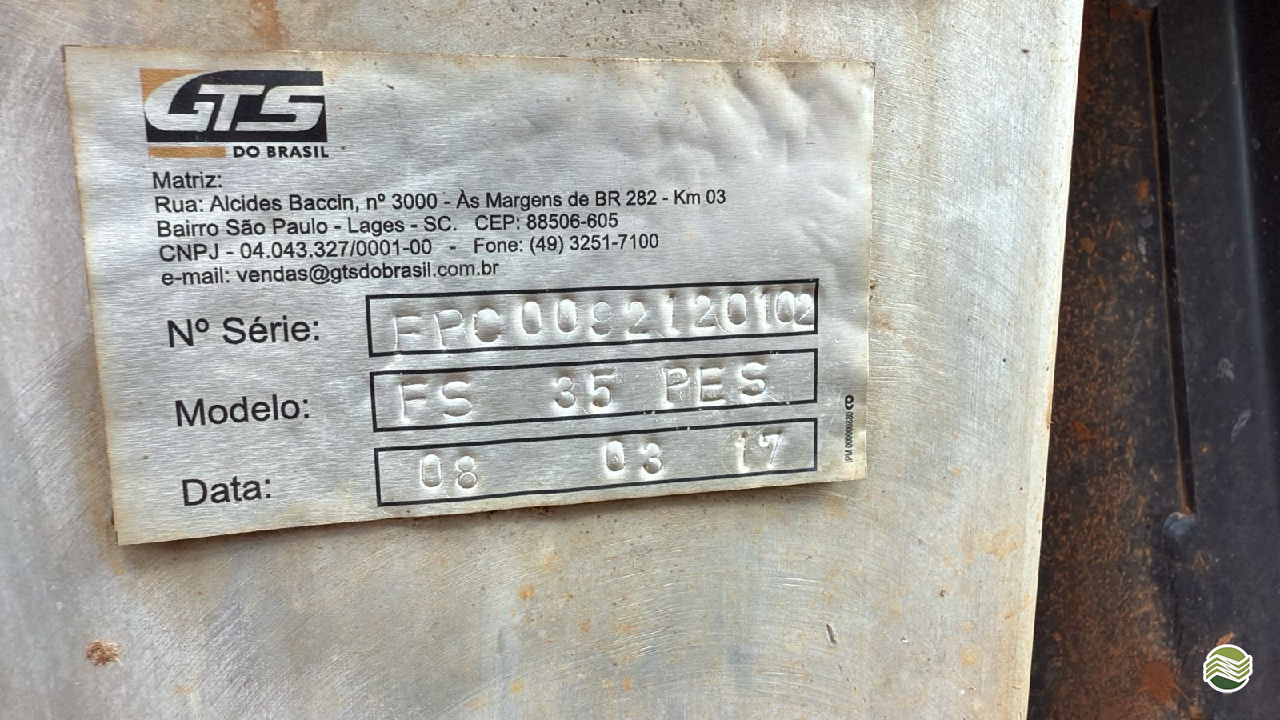 GTS
DO BRASIL
Matriz:
Rua: Alcides Baccin, nº 3000 - Às Margens de BR 282 - Km 03
Bairro São Paulo - Lages - SC. CEP: 88506-605
CNPJ - 04.043.327/0001-00 - Fone: (49) 3251-7100
e-mail: vendas@gtsdobrasil.com.br
Nº Série: FPC0092120102
Modelo: FS 35 PES
Data: 08 03 17